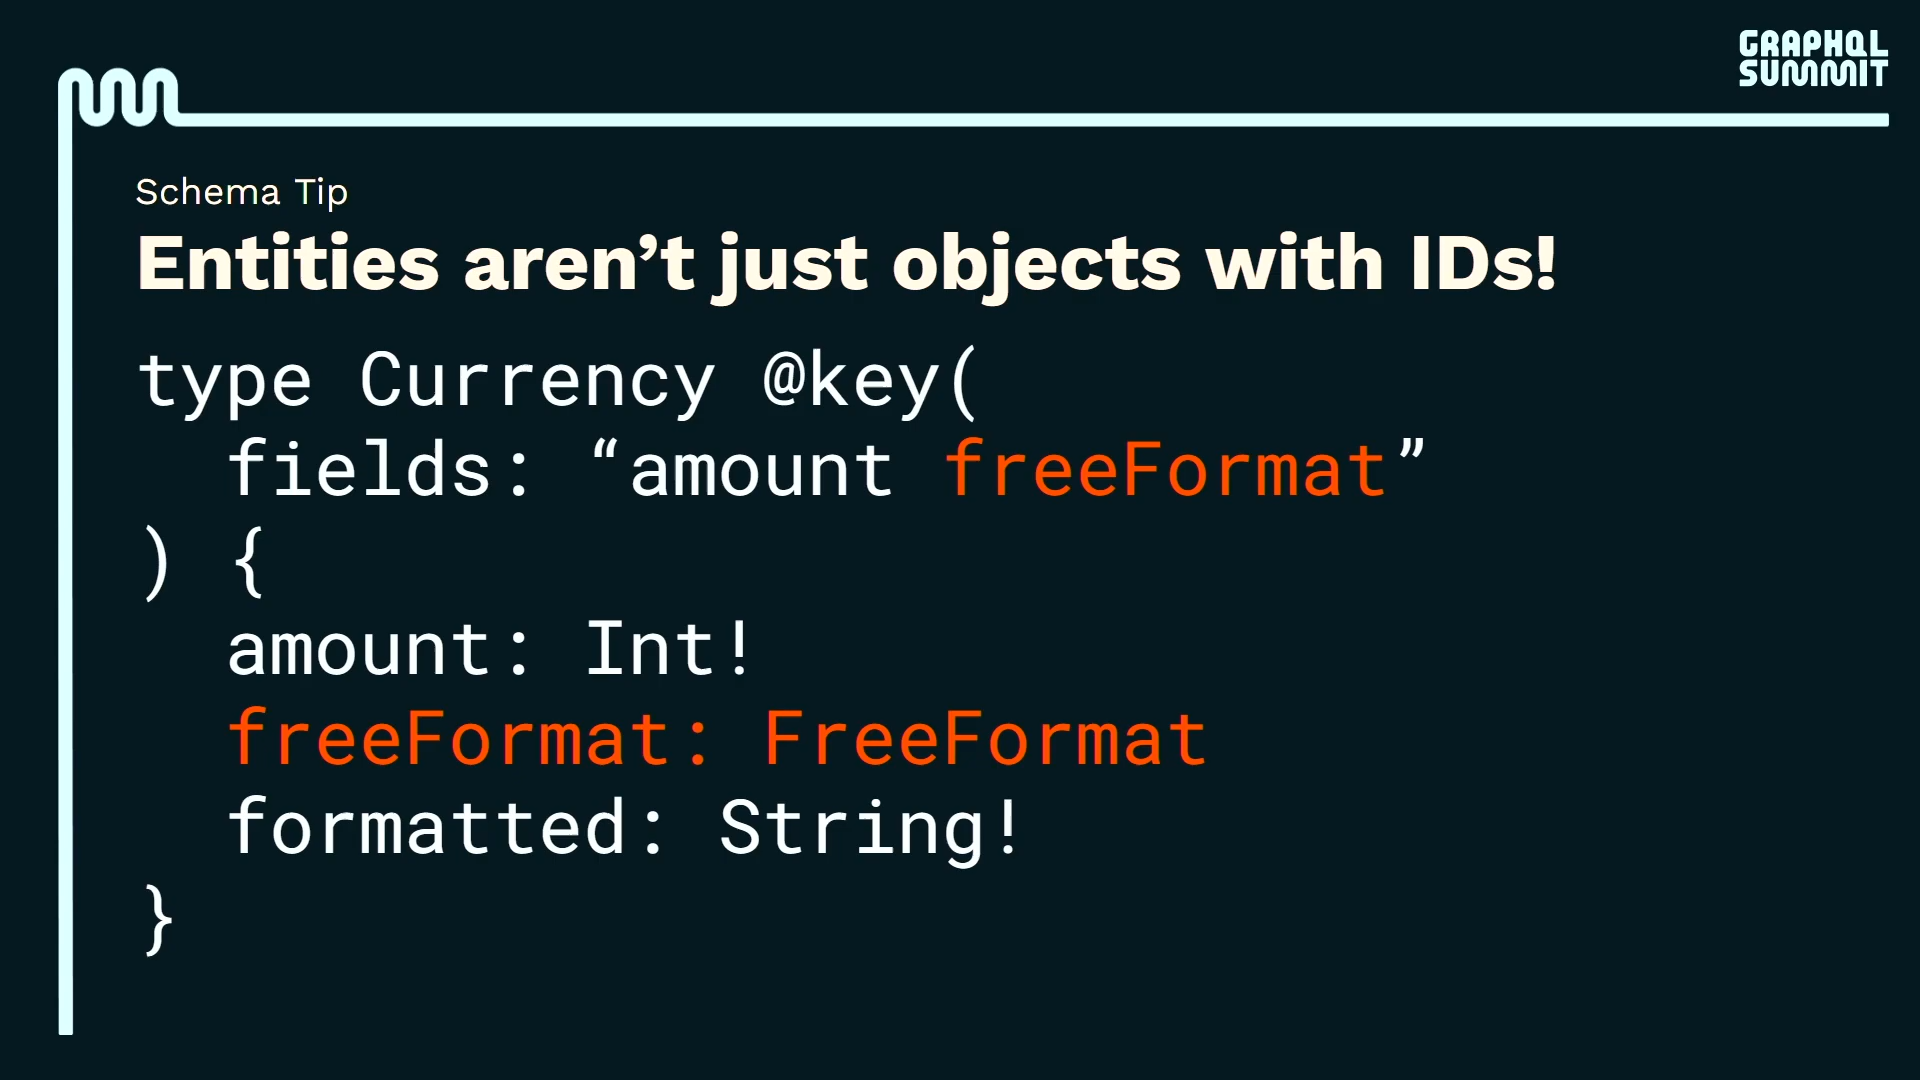 GRAPHQL
SUMMIT
Schema Tip
Entities aren’t just objects with IDs!
type Currency @key(
  fields: “amount freeFormat”
) {
  amount: Int!
  freeFormat: FreeFormat
  formatted: String!
}